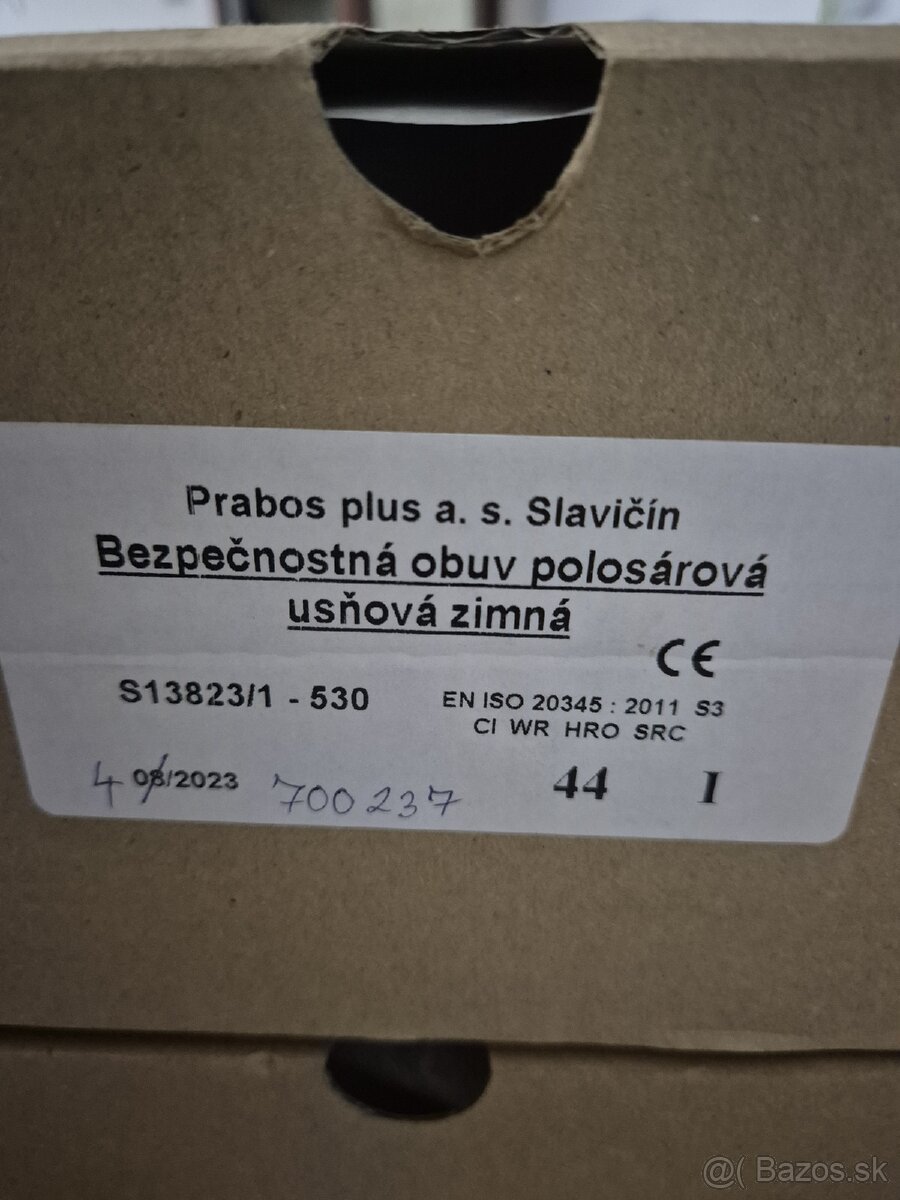 Prabos plus a. s. Slavičín
Bezpečnostná obuv polosárová
usňová zimná
CE
S13823/1 - 530 EN ISO 20345 : 2011 S3
CI WR HRO SRC
4 08/2023 700237 44 I
@( Bazos.sk